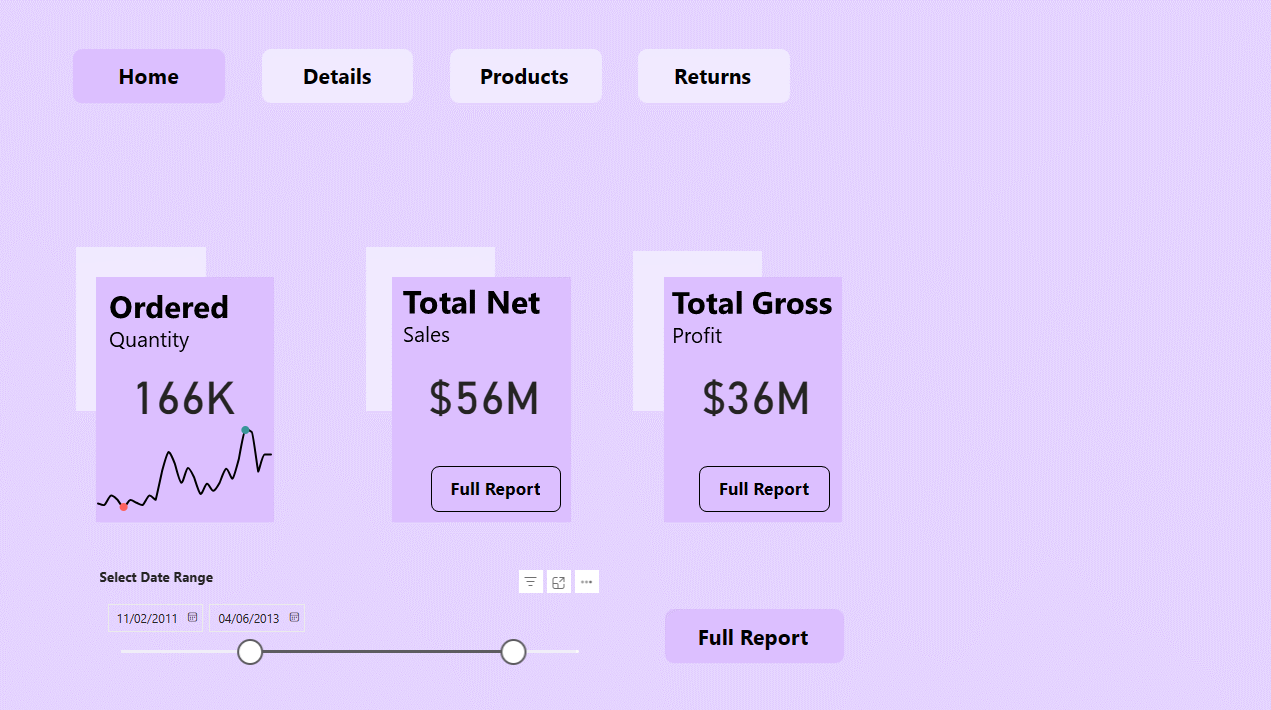 Home
Details
Products
Returns
Ordered
Quantity
166K
Total Net
Sales
$56M
Full Report
Total Gross
Profit
$36M
Full Report
Select Date Range
11/02/2011
04/06/2013
Full Report